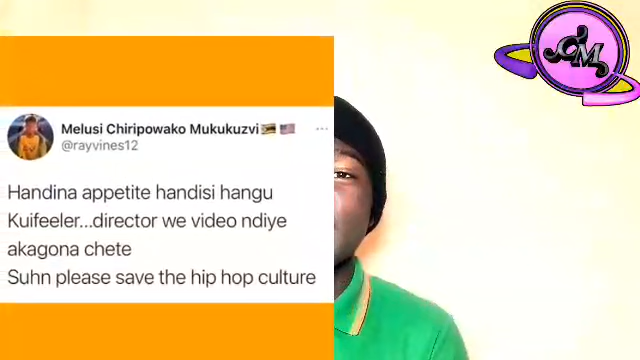 CM
Melusi Chiripowako Mukukuzvi🇿🇼🇺🇸
@rayvines12
Handina appetite handisi hangu
Kuifeeler...director we video ndiye
akagona chete
Suhn please save the hip hop culture